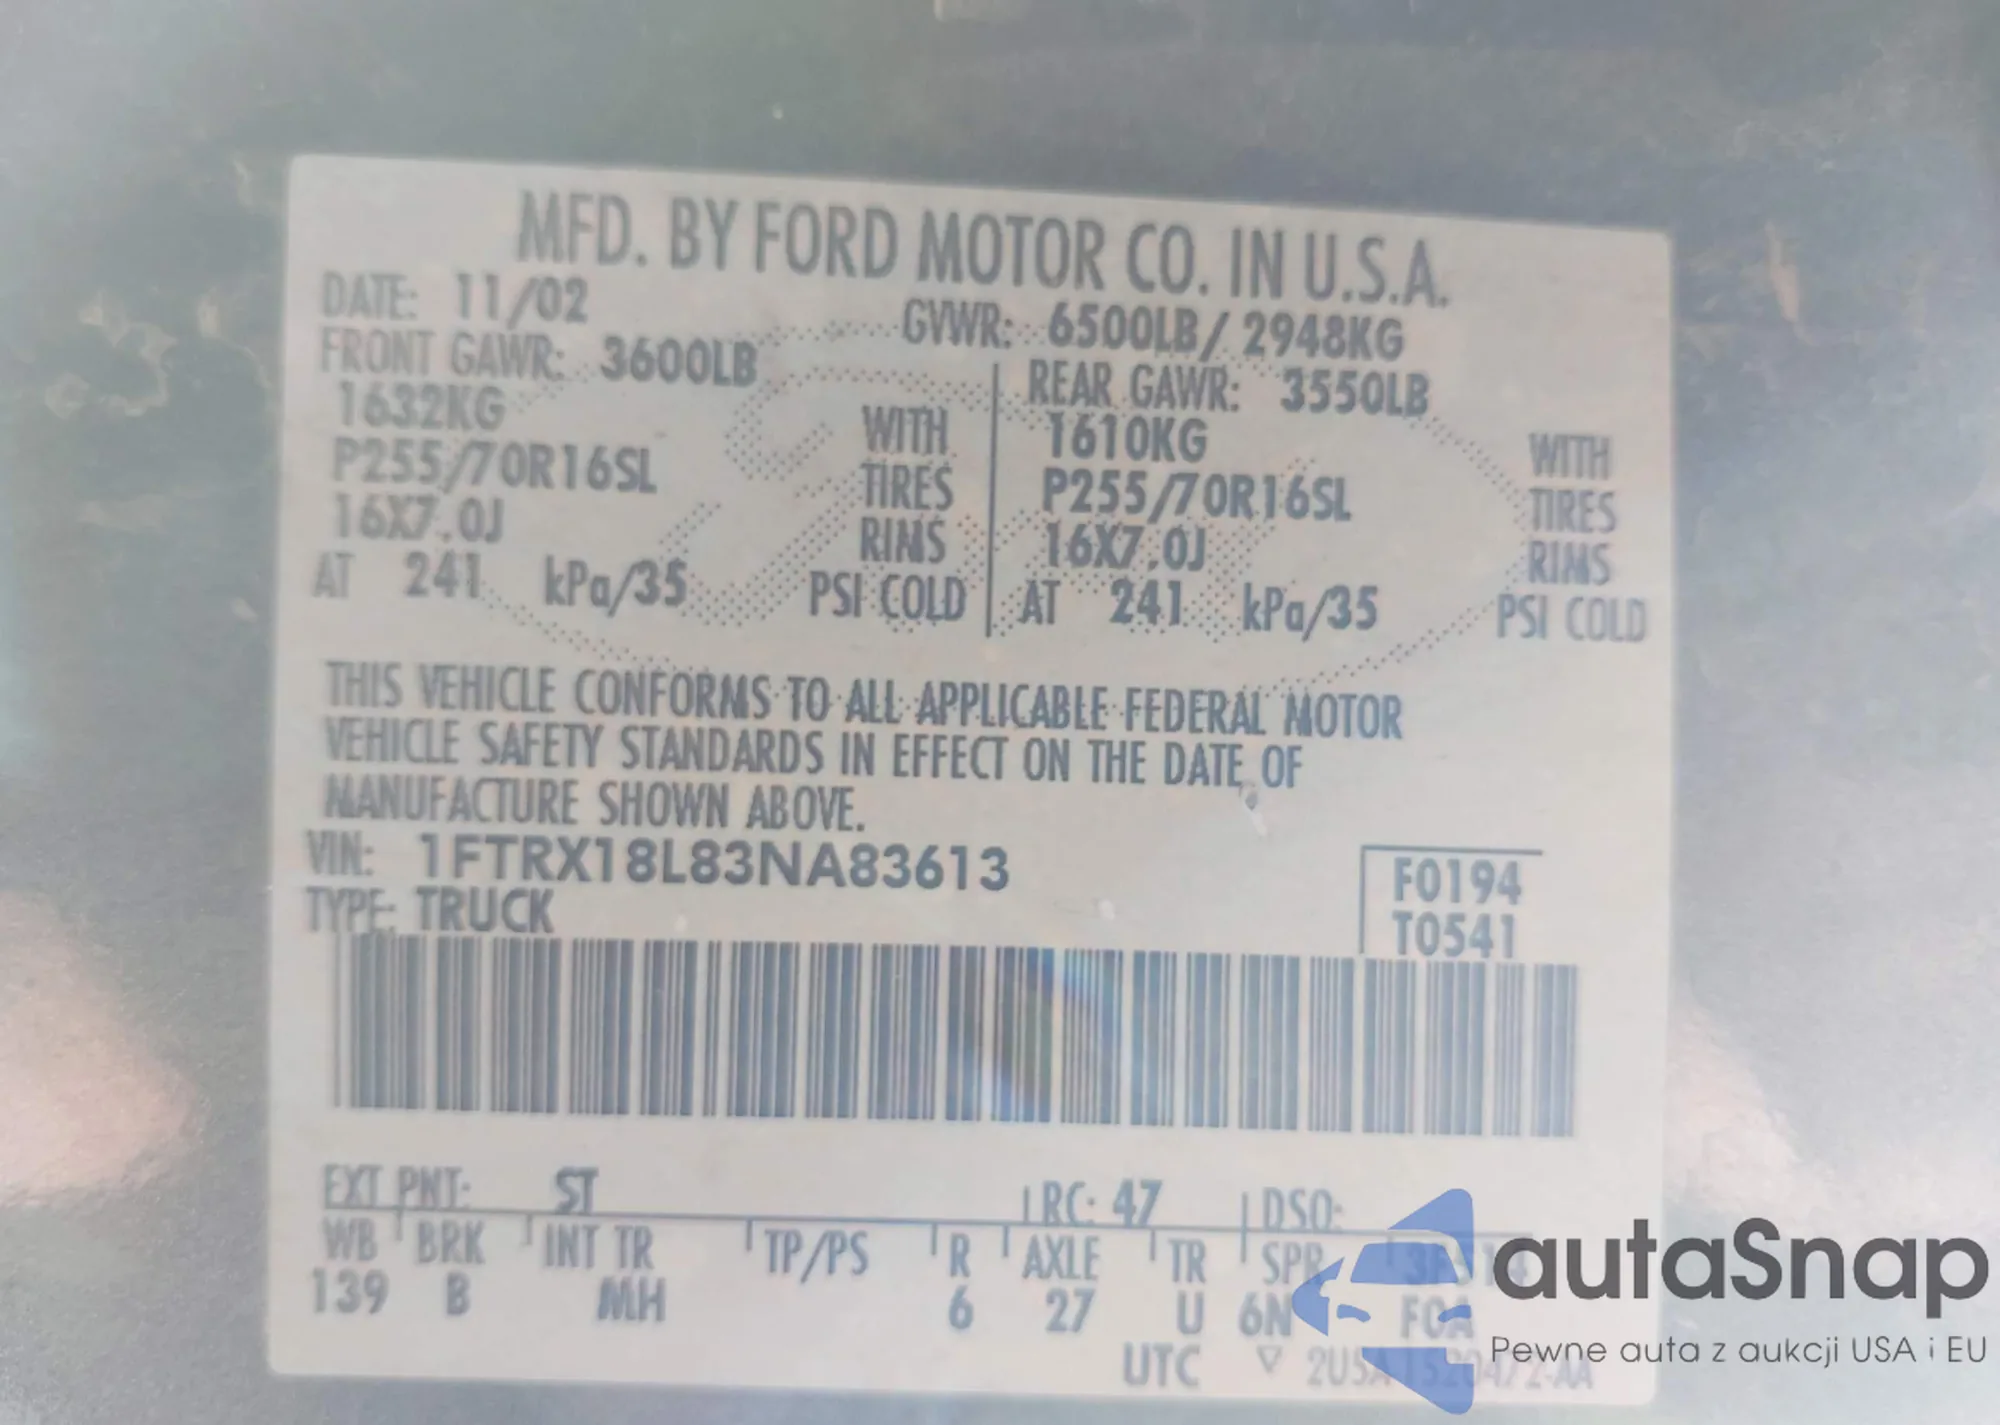 MFD. BY FORD MOTOR CO. IN U.S.A.
DATE: 11/02 GVWR: 6500LB/ 2948KG
FRONT GAWR: 3600LB REAR GAWR: 3550LB
1632KG WITH 1610KG WITH
P255/70R16SL TIRES P255/70R16SL TIRES
16X7.0J RIMS 16X7.0J RIMS
AT 241 kPa/35 PSI COLD AT 241 kPa/35 PSI COLD
THIS VEHICLE CONFORMS TO ALL APPLICABLE FEDERAL MOTOR
VEHICLE SAFETY STANDARDS IN EFFECT ON THE DATE OF
MANUFACTURE SHOWN ABOVE.
VIN: 1FTRX18L83NA83613 F0194
TYPE: TRUCK T0541
EXT PNT: ST RC: 47 DSO:
WB BRK INT TR TP/PS R AXLE TR SPR
139 B MH 6 27 U 6N F0A
UTC
autaSnap
Pewne auta z aukcji USA i EU